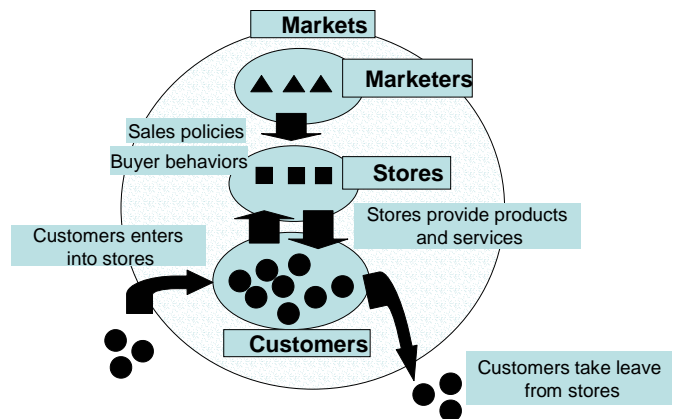 Markets
Marketers
Sales policies
Buyer behaviors
Stores
Stores provide products
and services
Customers enters
into stores
Customers
Customers take leave
from stores